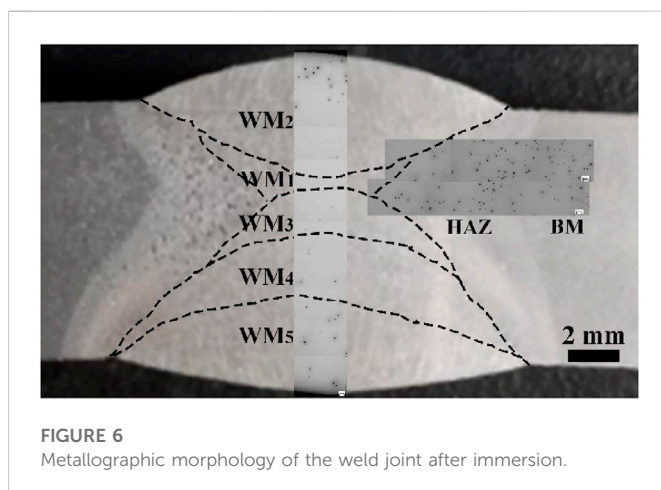 WM2
WM1
WM3
HAZ BM
WM4
WM5
2 mm
FIGURE 6
Metallographic morphology of the weld joint after immersion.